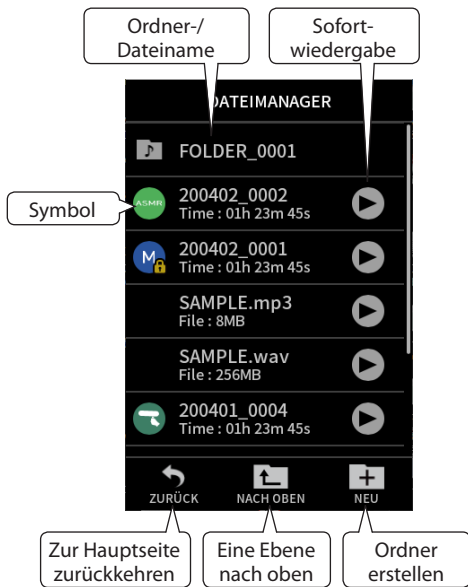 Ordner-/
Dateiname
Sofort-
wiedergabe
DATEIMANAGER
FOLDER_0001
Symbol
ASMR
200402_0002
Time : 01h 23m 45s
M
200402_0001
Time : 01h 23m 45s
SAMPLE.mp3
File : 8MB
SAMPLE.wav
File : 256MB
200401_0004
Time : 01h 23m 45s
ZURÜCK
NACH OBEN
NEU
Zur Hauptseite
zurückkehren
Eine Ebene
nach oben
Ordner
erstellen